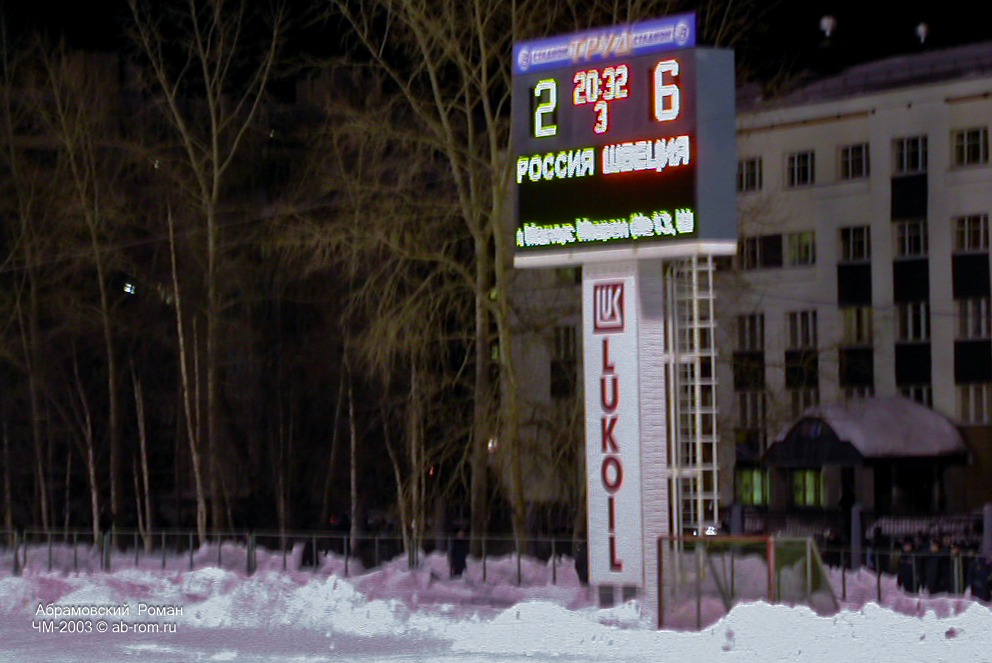 ТРУД
2 20:32 6
3
РОССИЯ ШВЕЦИЯ
LUKOIL
Абрамовский Роман
ЧМ-2003 © ab-rom.ru